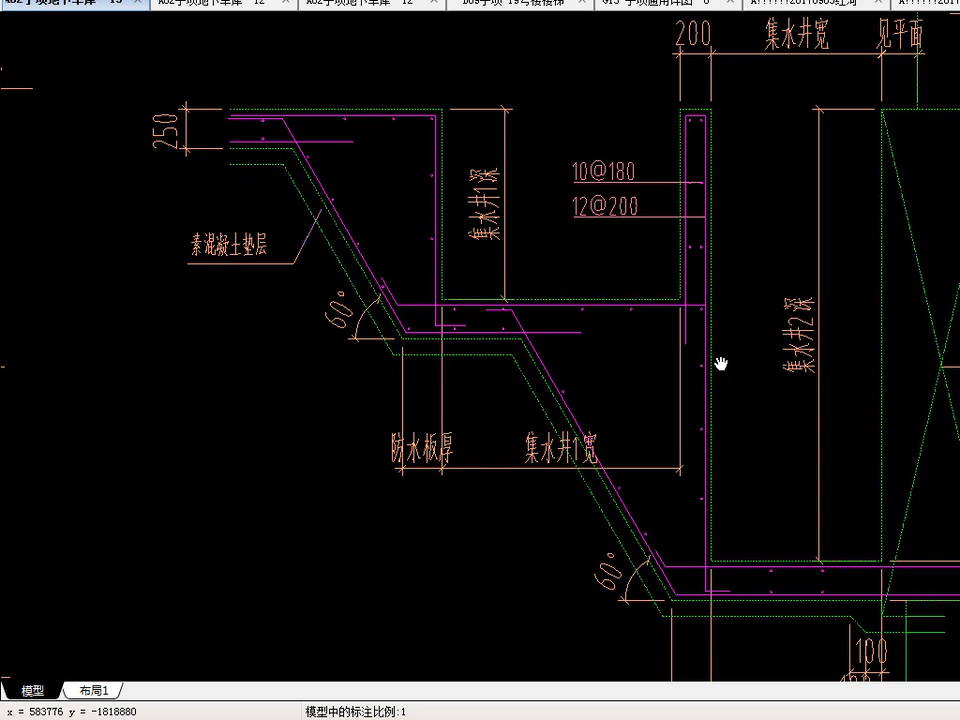 200
集水井宽
见平面
250
集水井1深
10@180
12@200
素混凝土垫层
60°
集水井2深
防水板厚
集水井1宽
60°
100
模型
布局1
x = 583776 y = -1818880
模型中的标注比例:1